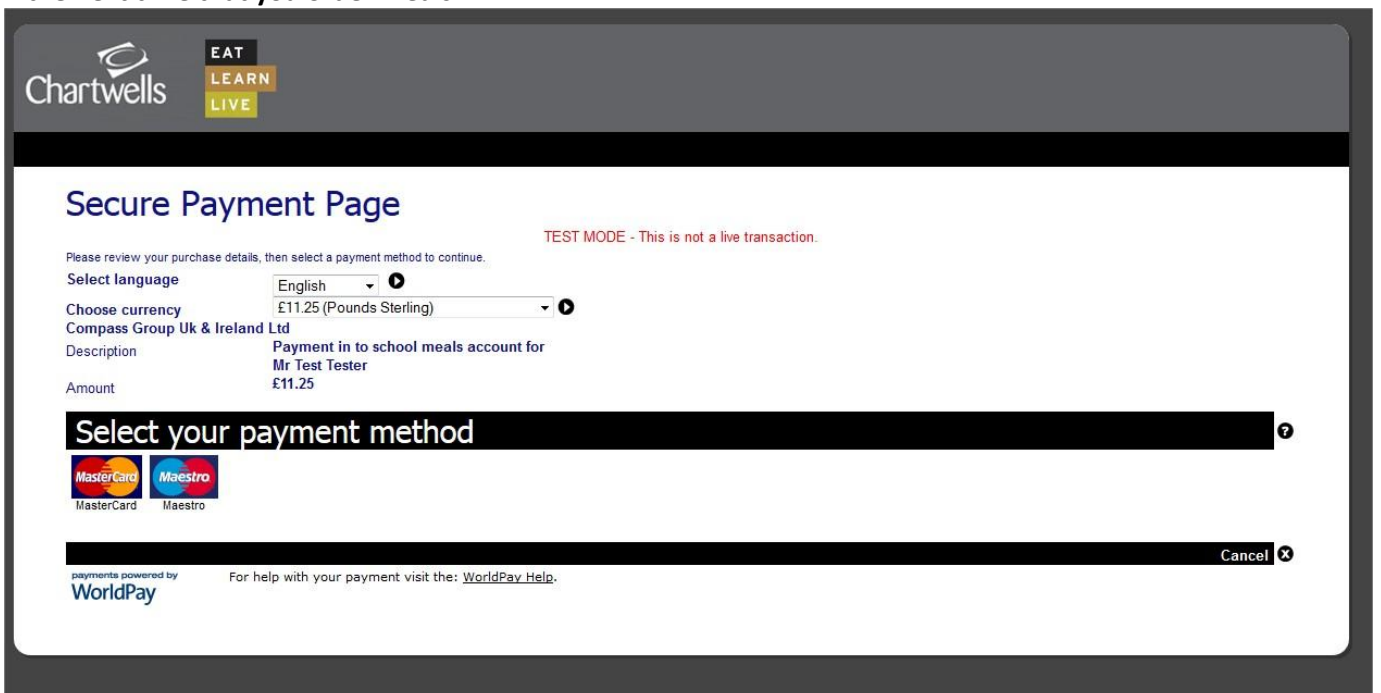 Chartwells
EAT
LEARN
LIVE
Secure Payment Page
TEST MODE - This is not a live transaction.
Please review your purchase details, then select a payment method to continue.
Select language English
Choose currency £11.25 (Pounds Sterling)
Compass Group Uk & Ireland Ltd
Description Payment in to school meals account for
Mr Test Tester
Amount £11.25
Select your payment method ?
MasterCard Maestro
MasterCard Maestro
Cancel X
payments powered by
WorldPay
For help with your payment visit the: WorldPay Help.